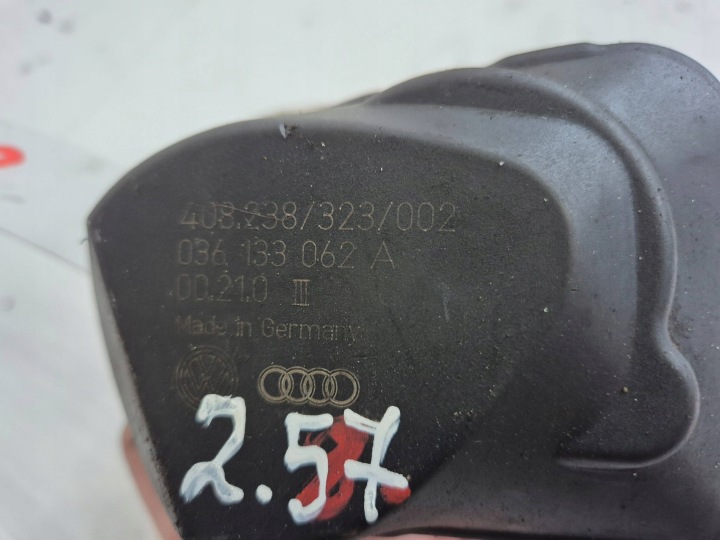 408.238/323/002
036 133 062 A
00.21.0 III
Made in Germany
2.57